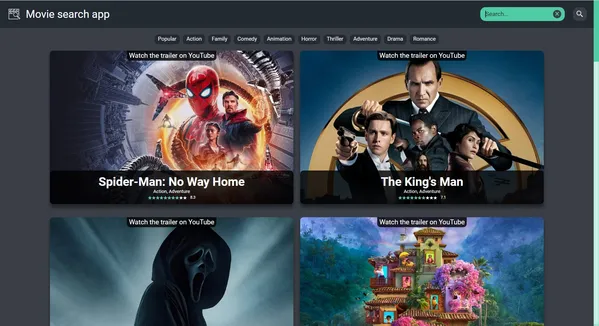 Movie search app
Search...
Popular Action Family Comedy Animation Horror Thriller Adventure Drama Romance
Watch the trailer on YouTube
Watch the trailer on YouTube
Spider-Man: No Way Home
Action, Adventure
8.3
The King's Man
Action, Adventure
7.1
Watch the trailer on YouTube
Watch the trailer on YouTube